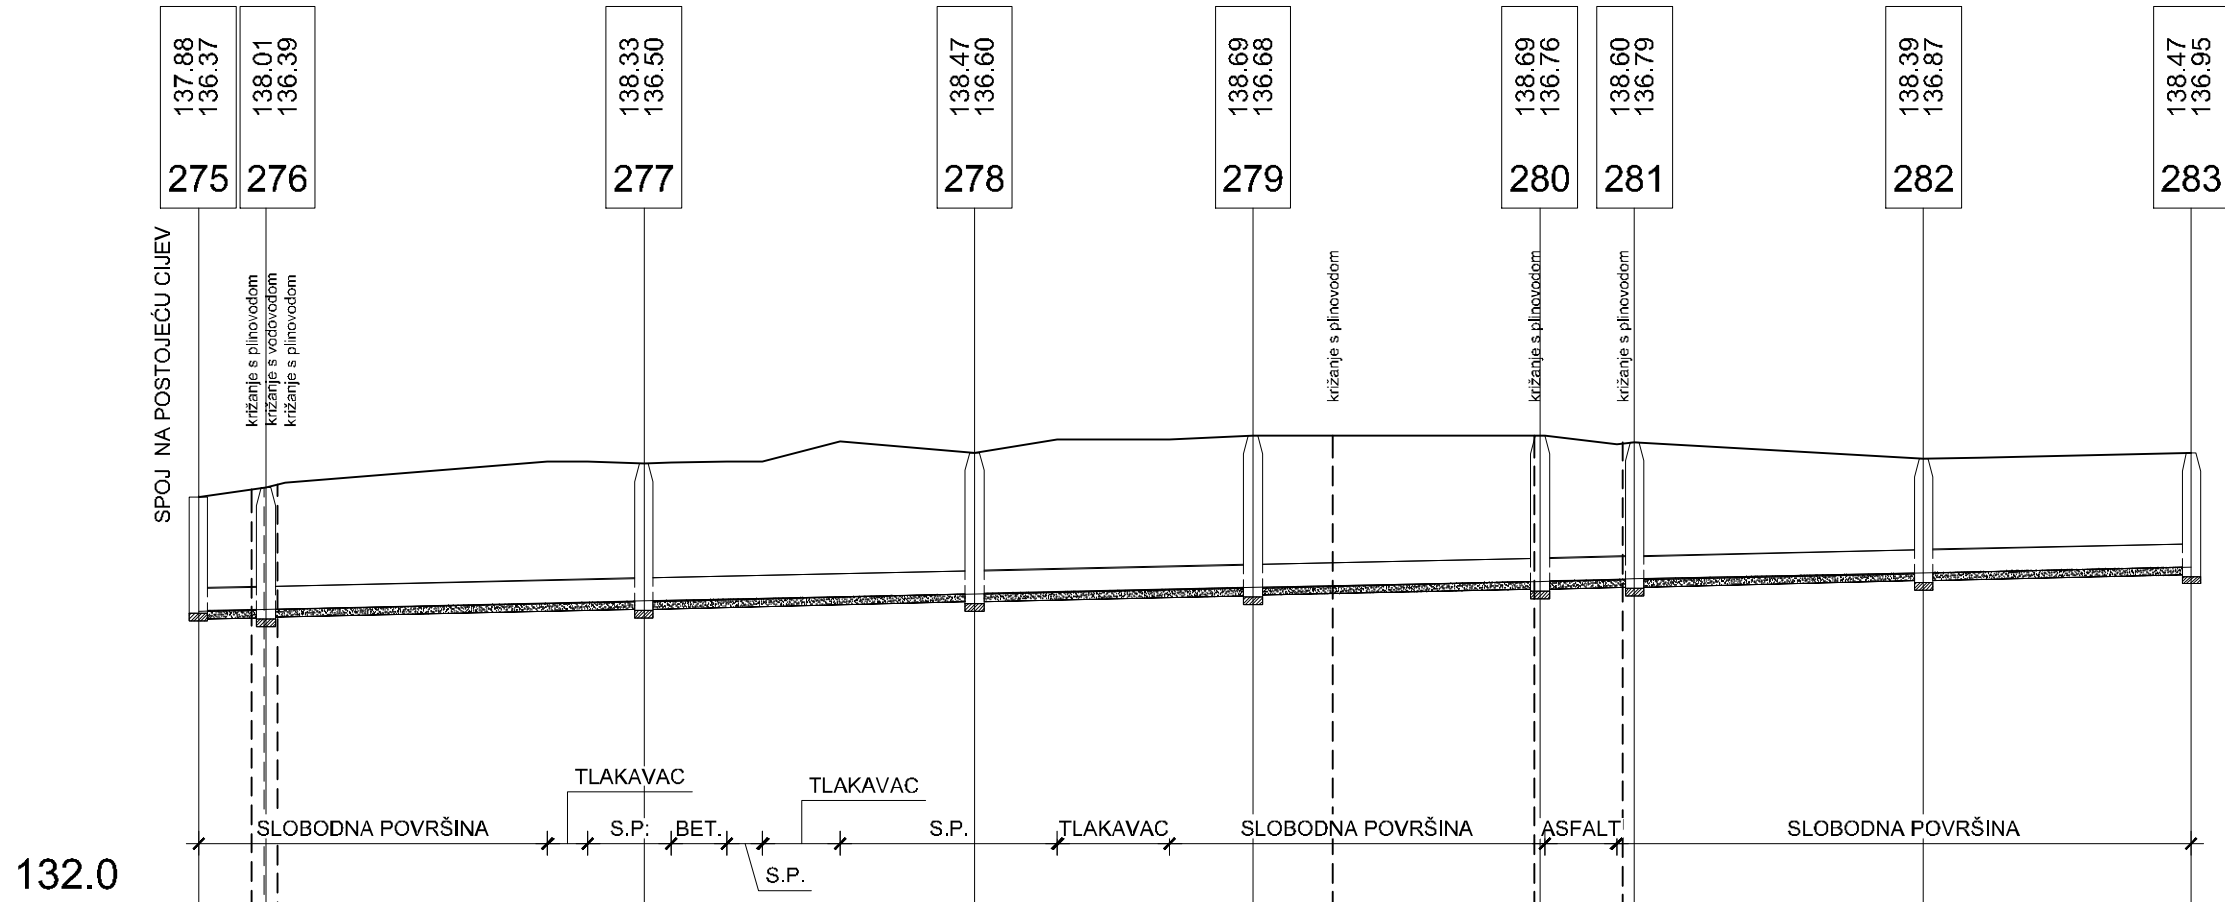 137.88
136.37
275
138.01
136.39
276
138.33
136.50
277
138.47
136.60
278
138.69
136.68
279
138.69
136.76
280
138.60
136.79
281
138.39
136.87
282
138.47
136.95
283
SPOJ NA POSTOJEĆU CIJEV
križanje s plinovodom
križanje s vodovodom
križanje s plinovodom
križanje s plinovodom
križanje s plinovodom
križanje s plinovodom
TLAKAVAC
TLAKAVAC
SLOBODNA POVRŠINA
S.P.
BET.
S.P.
TLAKAVAC
SLOBODNA POVRŠINA
ASFALT
SLOBODNA POVRŠINA
S.P.
132.0